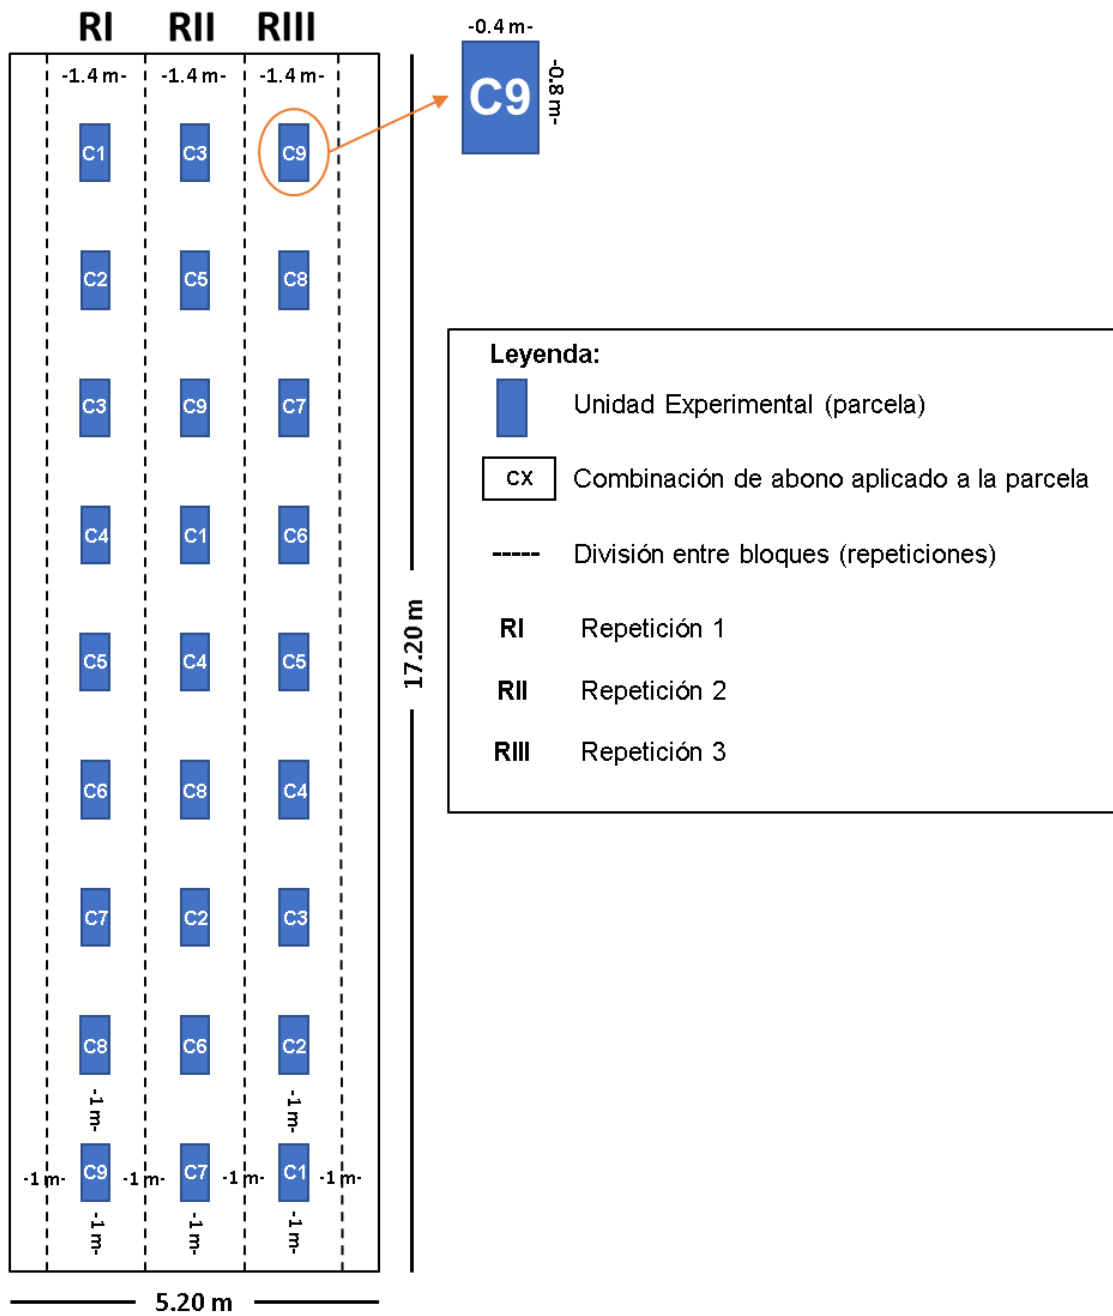 RI RII RIII
-1.4 m- -1.4 m- -1.4 m-
-0.4 m-
C9
-0.8 m-
C1 C3 C9
C2 C5 C8
C3 C9 C7
C4 C1 C6
C5 C4 C5
C6 C8 C4
C7 C2 C3
C8 C6 C2
-1 m- -1 m-
C9 C7 C1
-1 m- -1 m- -1 m- -1 m-
-1 m- -1 m- -1 m-
17.20 m
5.20 m
Leyenda:
Unidad Experimental (parcela)
CX Combinación de abono aplicado a la parcela
----- División entre bloques (repeticiones)
RI Repetición 1
RII Repetición 2
RIII Repetición 3